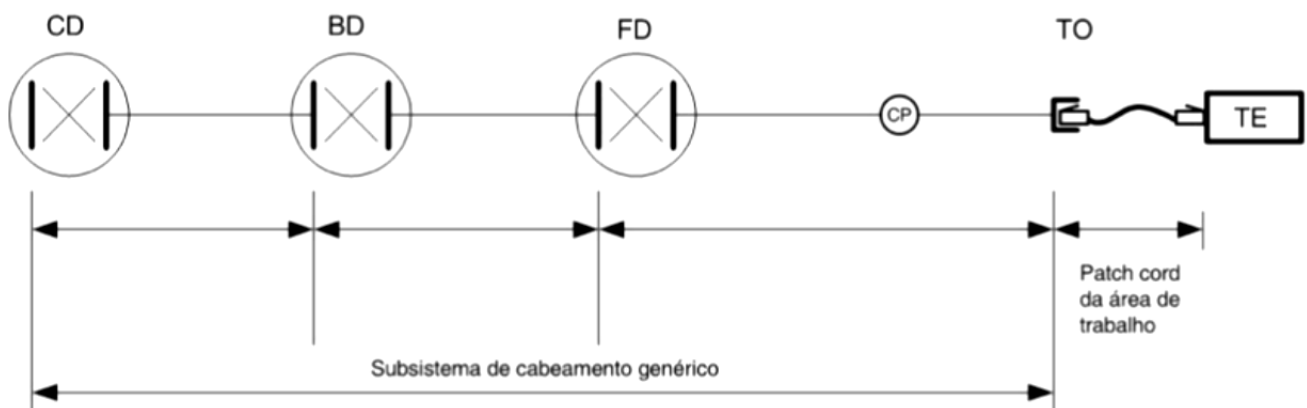 CD
BD
FD
TO
CP
TE
Patch cord
da área de
trabalho
Subsistema de cabeamento genérico